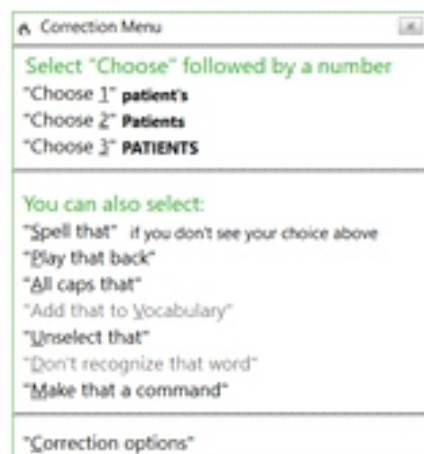 Correction Menu
Select "Choose" followed by a number
"Choose 1" patient's
"Choose 2" Patients
"Choose 3" PATIENTS
You can also select:
"Spell that" if you don't see your choice above
"Play that back"
"All caps that"
"Add that to Vocabulary"
"Unselect that"
"Don't recognize that word"
"Make that a command"
"Correction options"